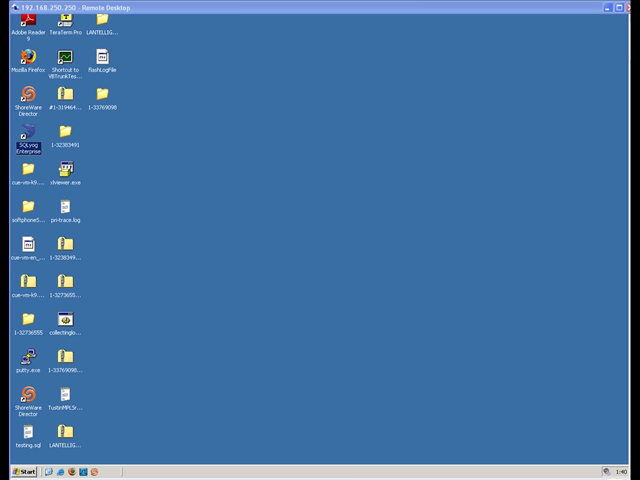 192.168.250.250 - Remote Desktop
Adobe Reader
9
TeraTerm Pro
LANTELLIG...
Mozilla Firefox
Shortcut to
VBTrunkTes...
flashLogFile
ShoreWare
Director
#1-319464...
1-33769098
SQLyog
Enterprise
1-32383491
cue-vm-k9....
xlviewer.exe
softphoneS...
pri-trace.log
cue-vm-en_...
1-3238349...
cue-vm-k9....
1-3273655...
1-32736555
collectinglo...
putty.exe
1-33769098...
ShoreWare
Director
TustinMPLSr...
testing.sql
LANTELLIG...
Start
1:40